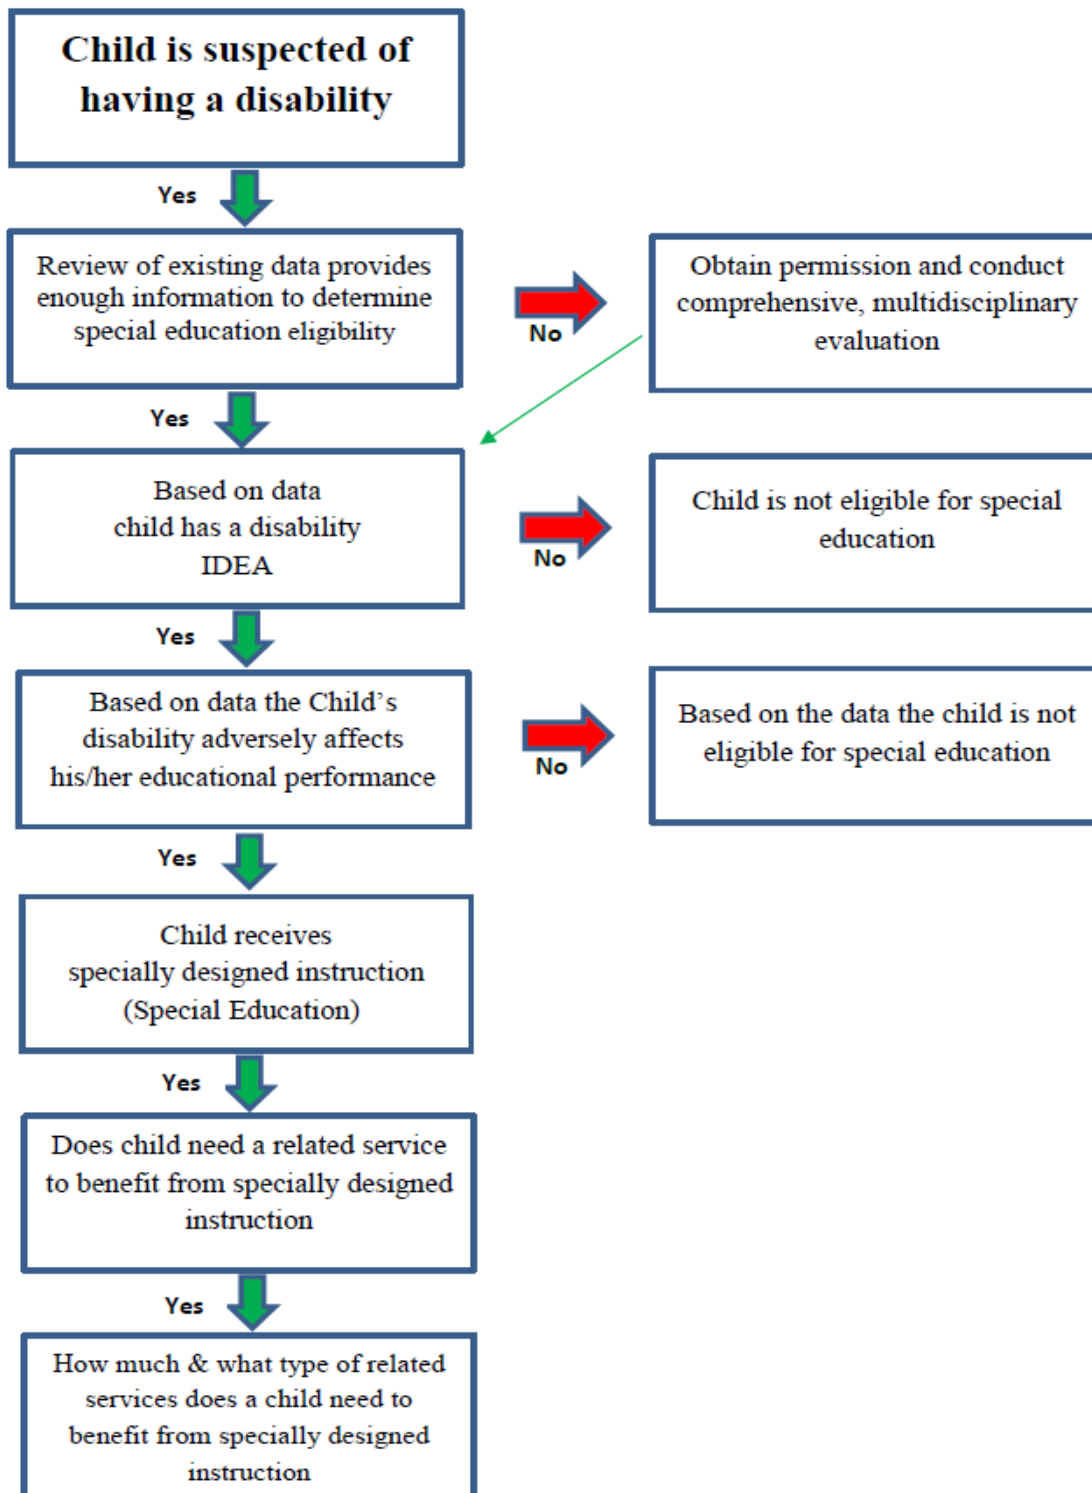 Child is suspected of
having a disability
Yes
Review of existing data provides
enough information to determine
special education eligibility
No
Obtain permission and conduct
comprehensive, multidisciplinary
evaluation
Yes
Based on data
child has a disability
IDEA
No
Child is not eligible for special
education
Yes
Based on data the Child's
disability adversely affects
his/her educational performance
No
Based on the data the child is not
eligible for special education
Yes
Child receives
specially designed instruction
(Special Education)
Yes
Does child need a related service
to benefit from specially designed
instruction
Yes
How much & what type of related
services does a child need to
benefit from specially designed
instruction